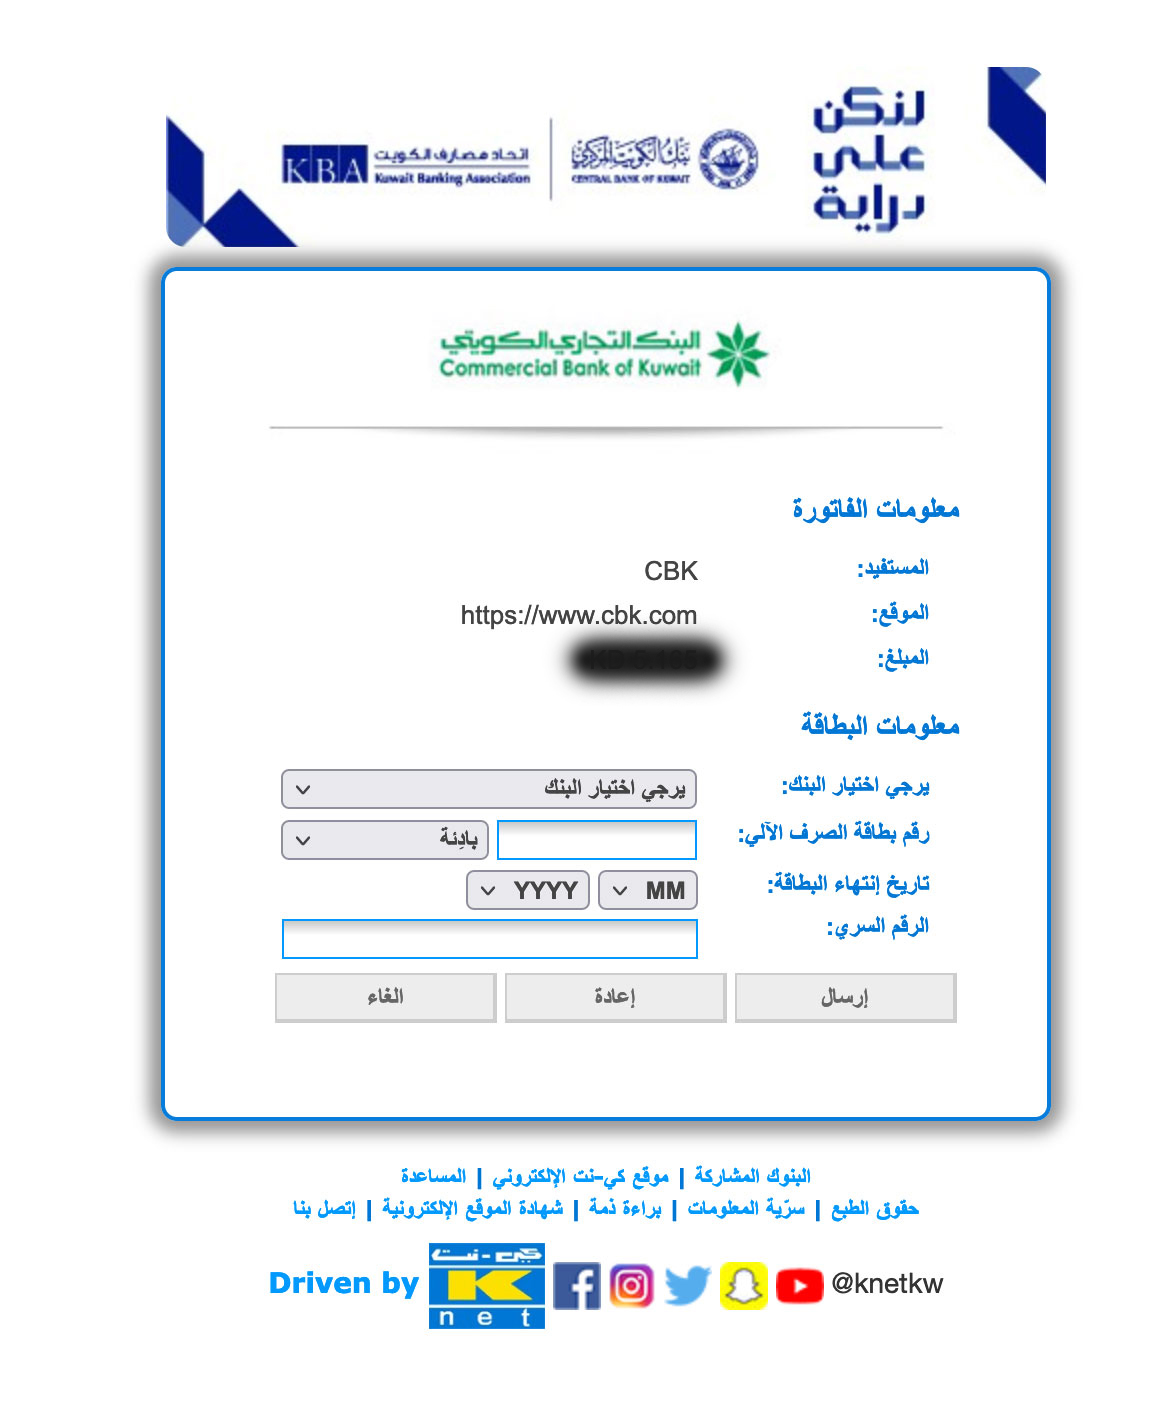 لنكن
على
دراية
بنك الكويت المركزي
CENTRAL BANK OF KUWAIT
اتحاد مصارف الكويت
KBA Kuwait Banking Association
البنك التجاري الكويتي
Commercial Bank of Kuwait
معلومات الفاتورة
المستفيد: CBK
الموقع: https://www.cbk.com
المبلغ:
معلومات البطاقة
يرجي اختيار البنك: يرجي اختيار البنك
رقم بطاقة الصرف الآلي: بادِئة
تاريخ إنتهاء البطاقة: MM YYYY
الرقم السري:
إرسال إعادة الغاء
البنوك المشاركة | موقع كي-نت الإلكتروني | المساعدة
حقوق الطبع | سرّية المعلومات | براءة ذمة | شهادة الموقع الإلكترونية | إتصل بنا
Driven by كي-نت K net @knetkw